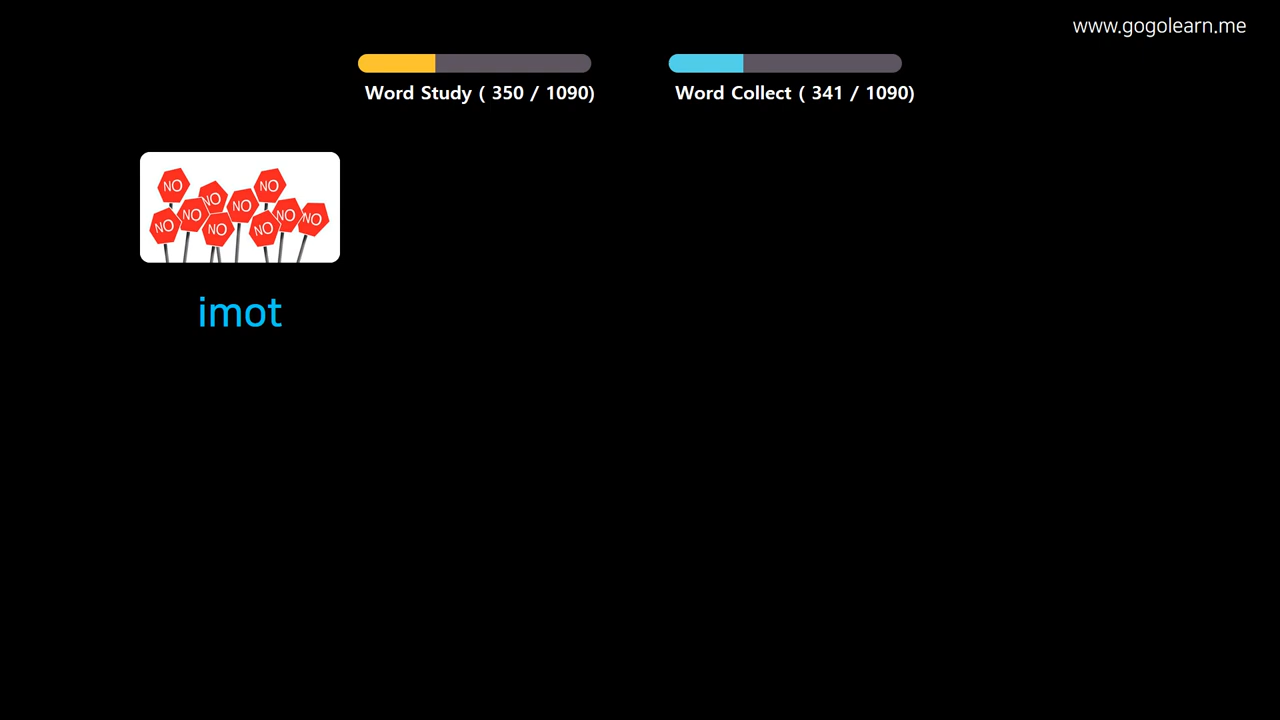 www.gogolearn.me
Word Study ( 350 / 1090) Word Collect ( 341 / 1090)
NO NO NO NO NO NO NO NO NO NO
imot